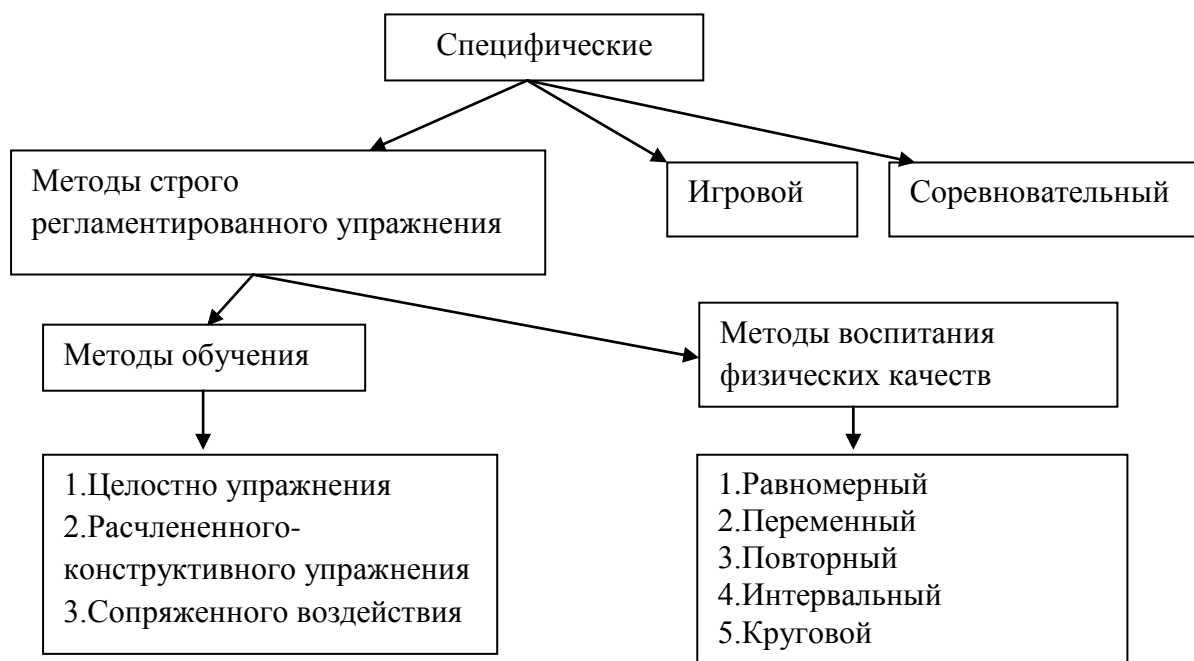 Специфические
Методы строго
регламентированного упражнения
Игровой
Соревновательный
Методы обучения
Методы воспитания
физических качеств
1.Целостно упражнения
2.Расчлененного-
конструктивного упражнения
3.Сопряженного воздействия
1.Равномерный
2.Переменный
3.Повторный
4.Интервальный
5.Круговой